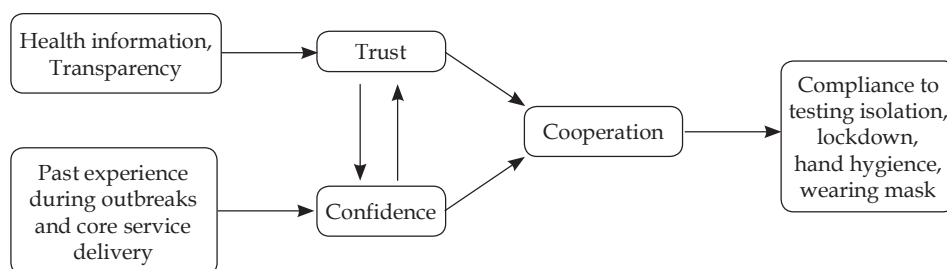 Health information,
Transparency
Trust
Cooperation
Compliance to
testing isolation,
lockdown,
hand hygience,
wearing mask
Past experience
during outbreaks
and core service
delivery
Confidence